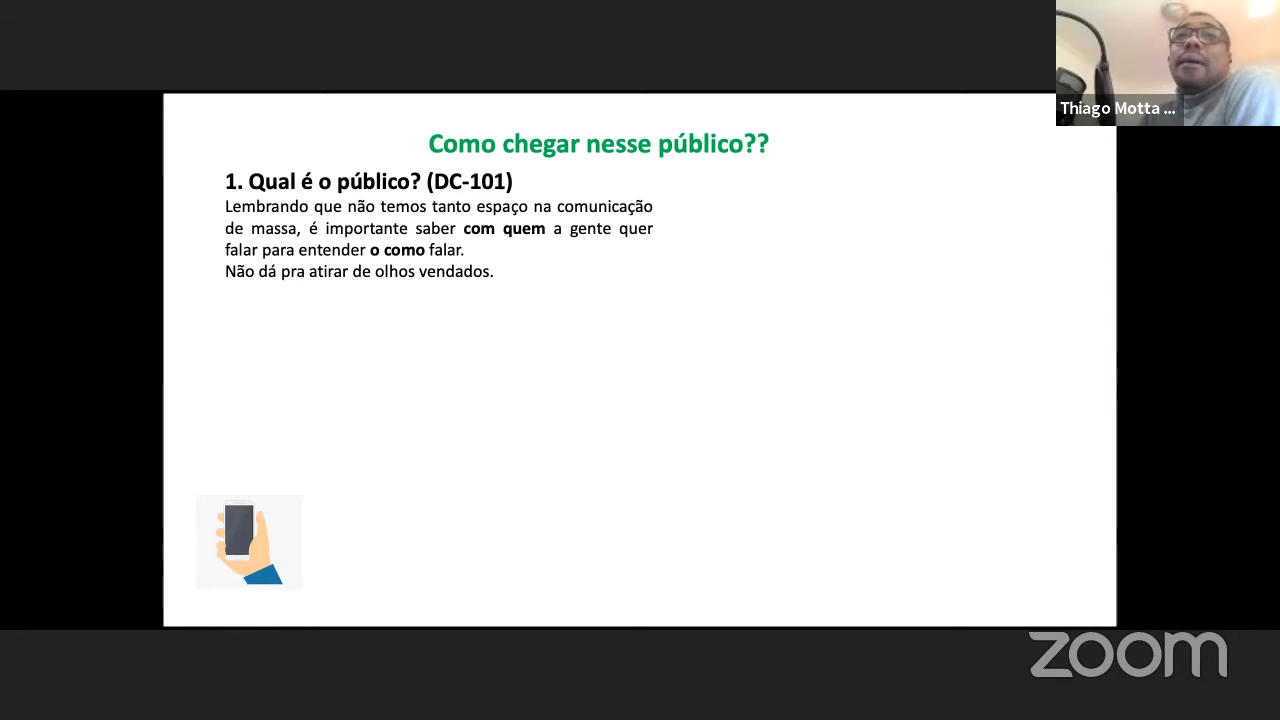 Thiago Motta ...
Como chegar nesse público??
1. Qual é o público? (DC-101)
Lembrando que não temos tanto espaço na comunicação
de massa, é importante saber com quem a gente quer
falar para entender o como falar.
Não dá pra atirar de olhos vendados.
zoom